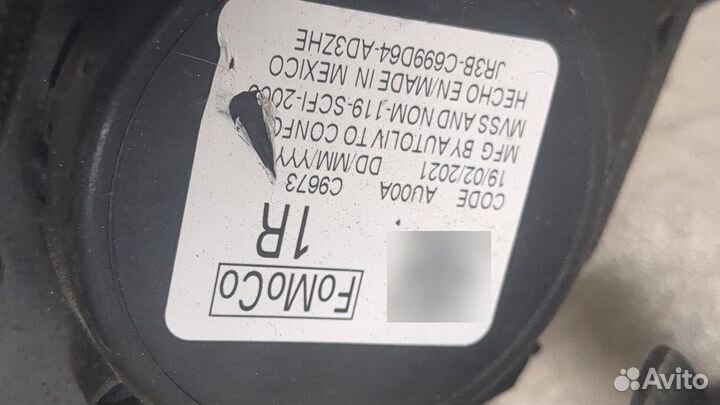 FoMoCo
1R
CODE AU00A C9673
19/02/2021 DD/MM/YYY
MFG BY AUTOLIV TO CONFO
MVSS AND NOM-119-SCFI-200
HECHO EN/MADE IN MEXICO
JR3B-C699D64-AD3ZHE
Avito